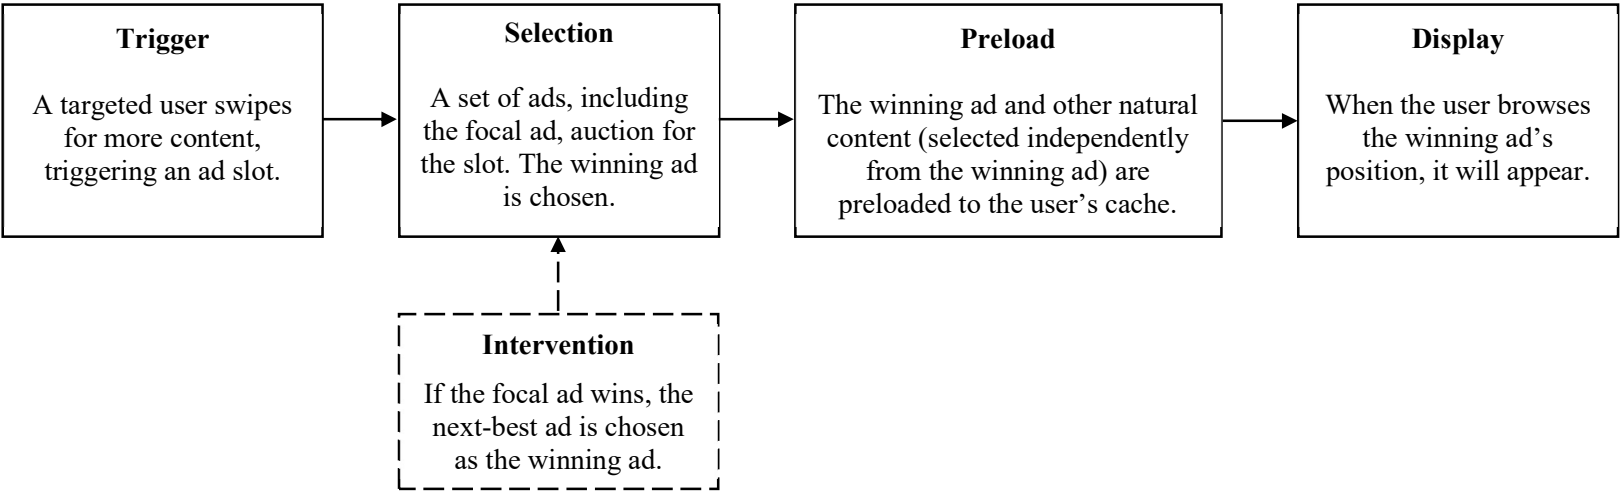 Trigger
A targeted user swipes
for more content,
triggering an ad slot.
Selection
A set of ads, including
the focal ad, auction for
the slot. The winning ad
is chosen.
Preload
The winning ad and other natural
content (selected independently
from the winning ad) are
preloaded to the user’s cache.
Display
When the user browses
the winning ad’s
position, it will appear.
Intervention
If the focal ad wins, the
next-best ad is chosen
as the winning ad.